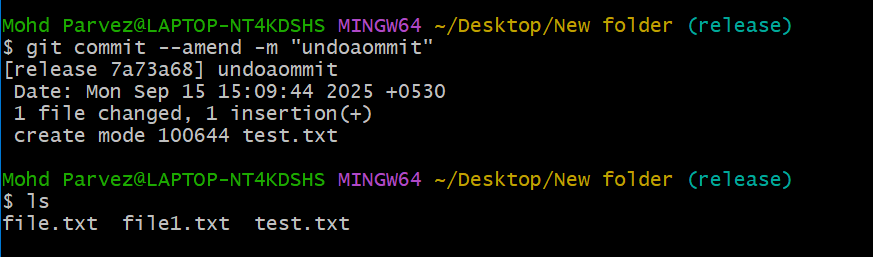 Mohd Parvez@LAPTOP-NT4KDSHS MINGW64 ~/Desktop/New folder (release)
$ git commit --amend -m "undoaommit"
[release 7a73a68] undoaommit
 Date: Mon Sep 15 15:09:44 2025 +0530
 1 file changed, 1 insertion(+)
 create mode 100644 test.txt

Mohd Parvez@LAPTOP-NT4KDSHS MINGW64 ~/Desktop/New folder (release)
$ ls
file.txt  file1.txt  test.txt